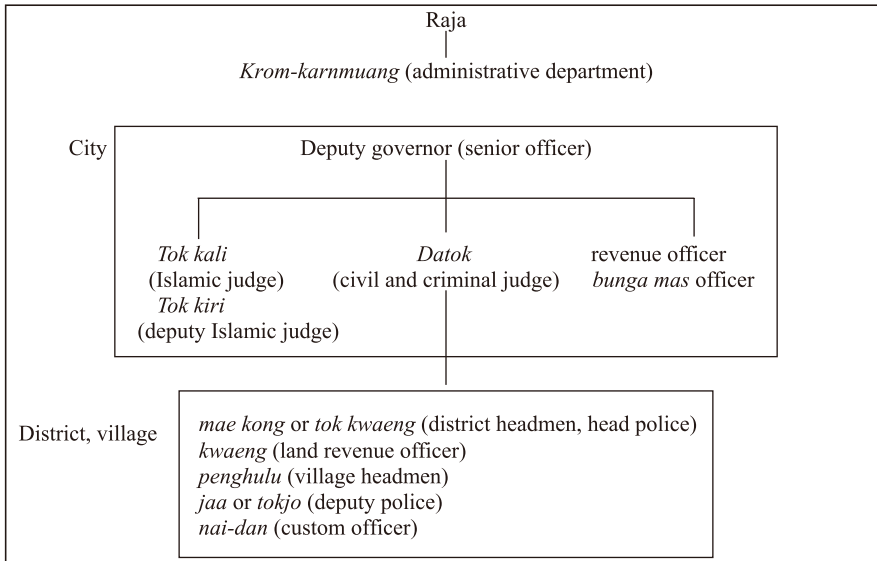 Raja
Krom-karnmuang (administrative department)
City
Deputy governor (senior officer)
Tok kali
(Islamic judge)
Tok kiri
(deputy Islamic judge)
Datok
(civil and criminal judge)
revenue officer
bunga mas officer
District, village
mae kong or tok kwaeng (district headmen, head police)
kwaeng (land revenue officer)
penghulu (village headmen)
jaa or tokjo (deputy police)
nai-dan (custom officer)